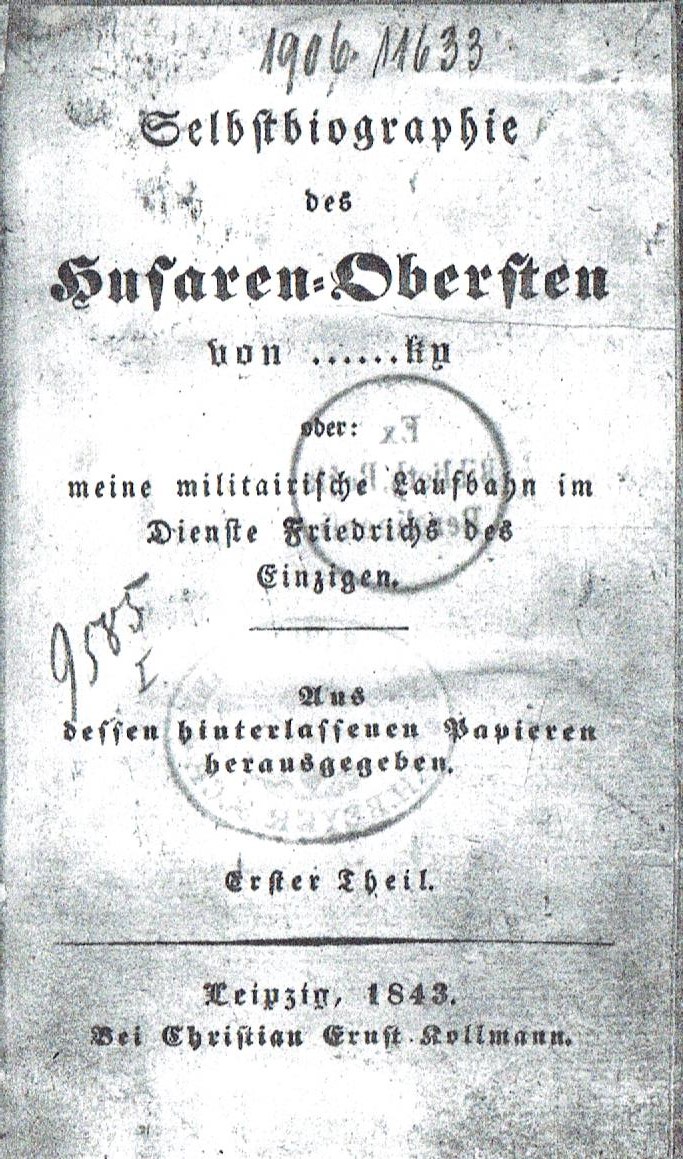 1906. 11633
Selbstbiographie
des
Husaren-Obersten
von ......ky
oder:
meine militairische Laufbahn im
Dienste Friedrichs des
Einzigen.
9585
I
Aus
dessen hinterlassenen Papieren
herausgegeben.
Erster Theil.
Leipzig, 1843.
Bei Christian Ernst Kollmann.
Ex